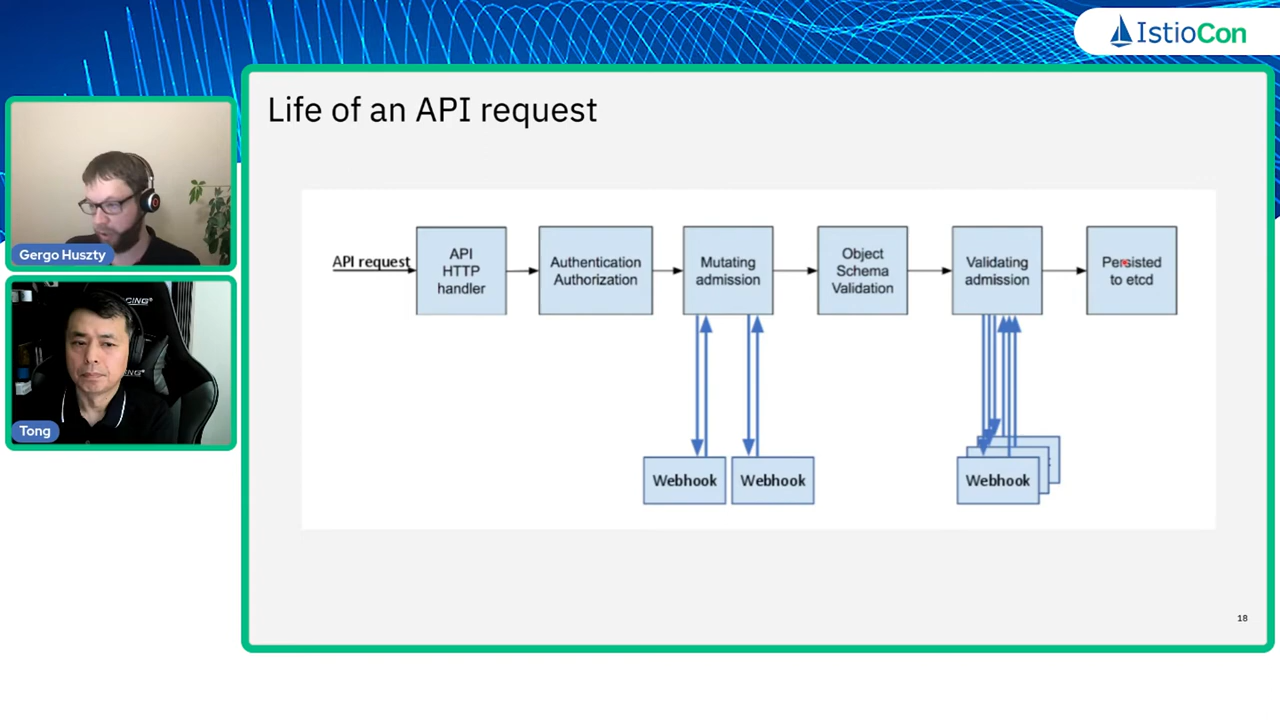 IstioCon
Life of an API request
Gergo Huszty
Tong
API request
API
HTTP
handler
Authentication
Authorization
Mutating
admission
Object
Schema
Validation
Validating
admission
Persisted
to etcd
Webhook
Webhook
Webhook
18